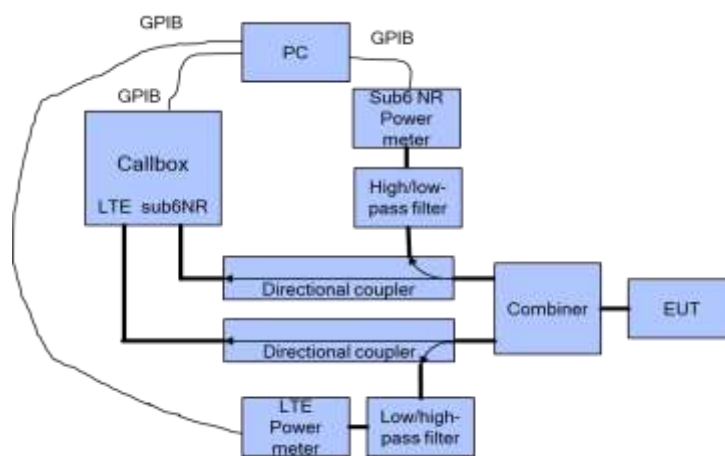 GPIB
GPIB
PC
GPIB
Sub6 NR
Power
meter
Callbox
LTE sub6NR
High/low-
pass filter
Directional coupler
Combiner
EUT
Directional coupler
LTE
Power
meter
Low/high-
pass filter